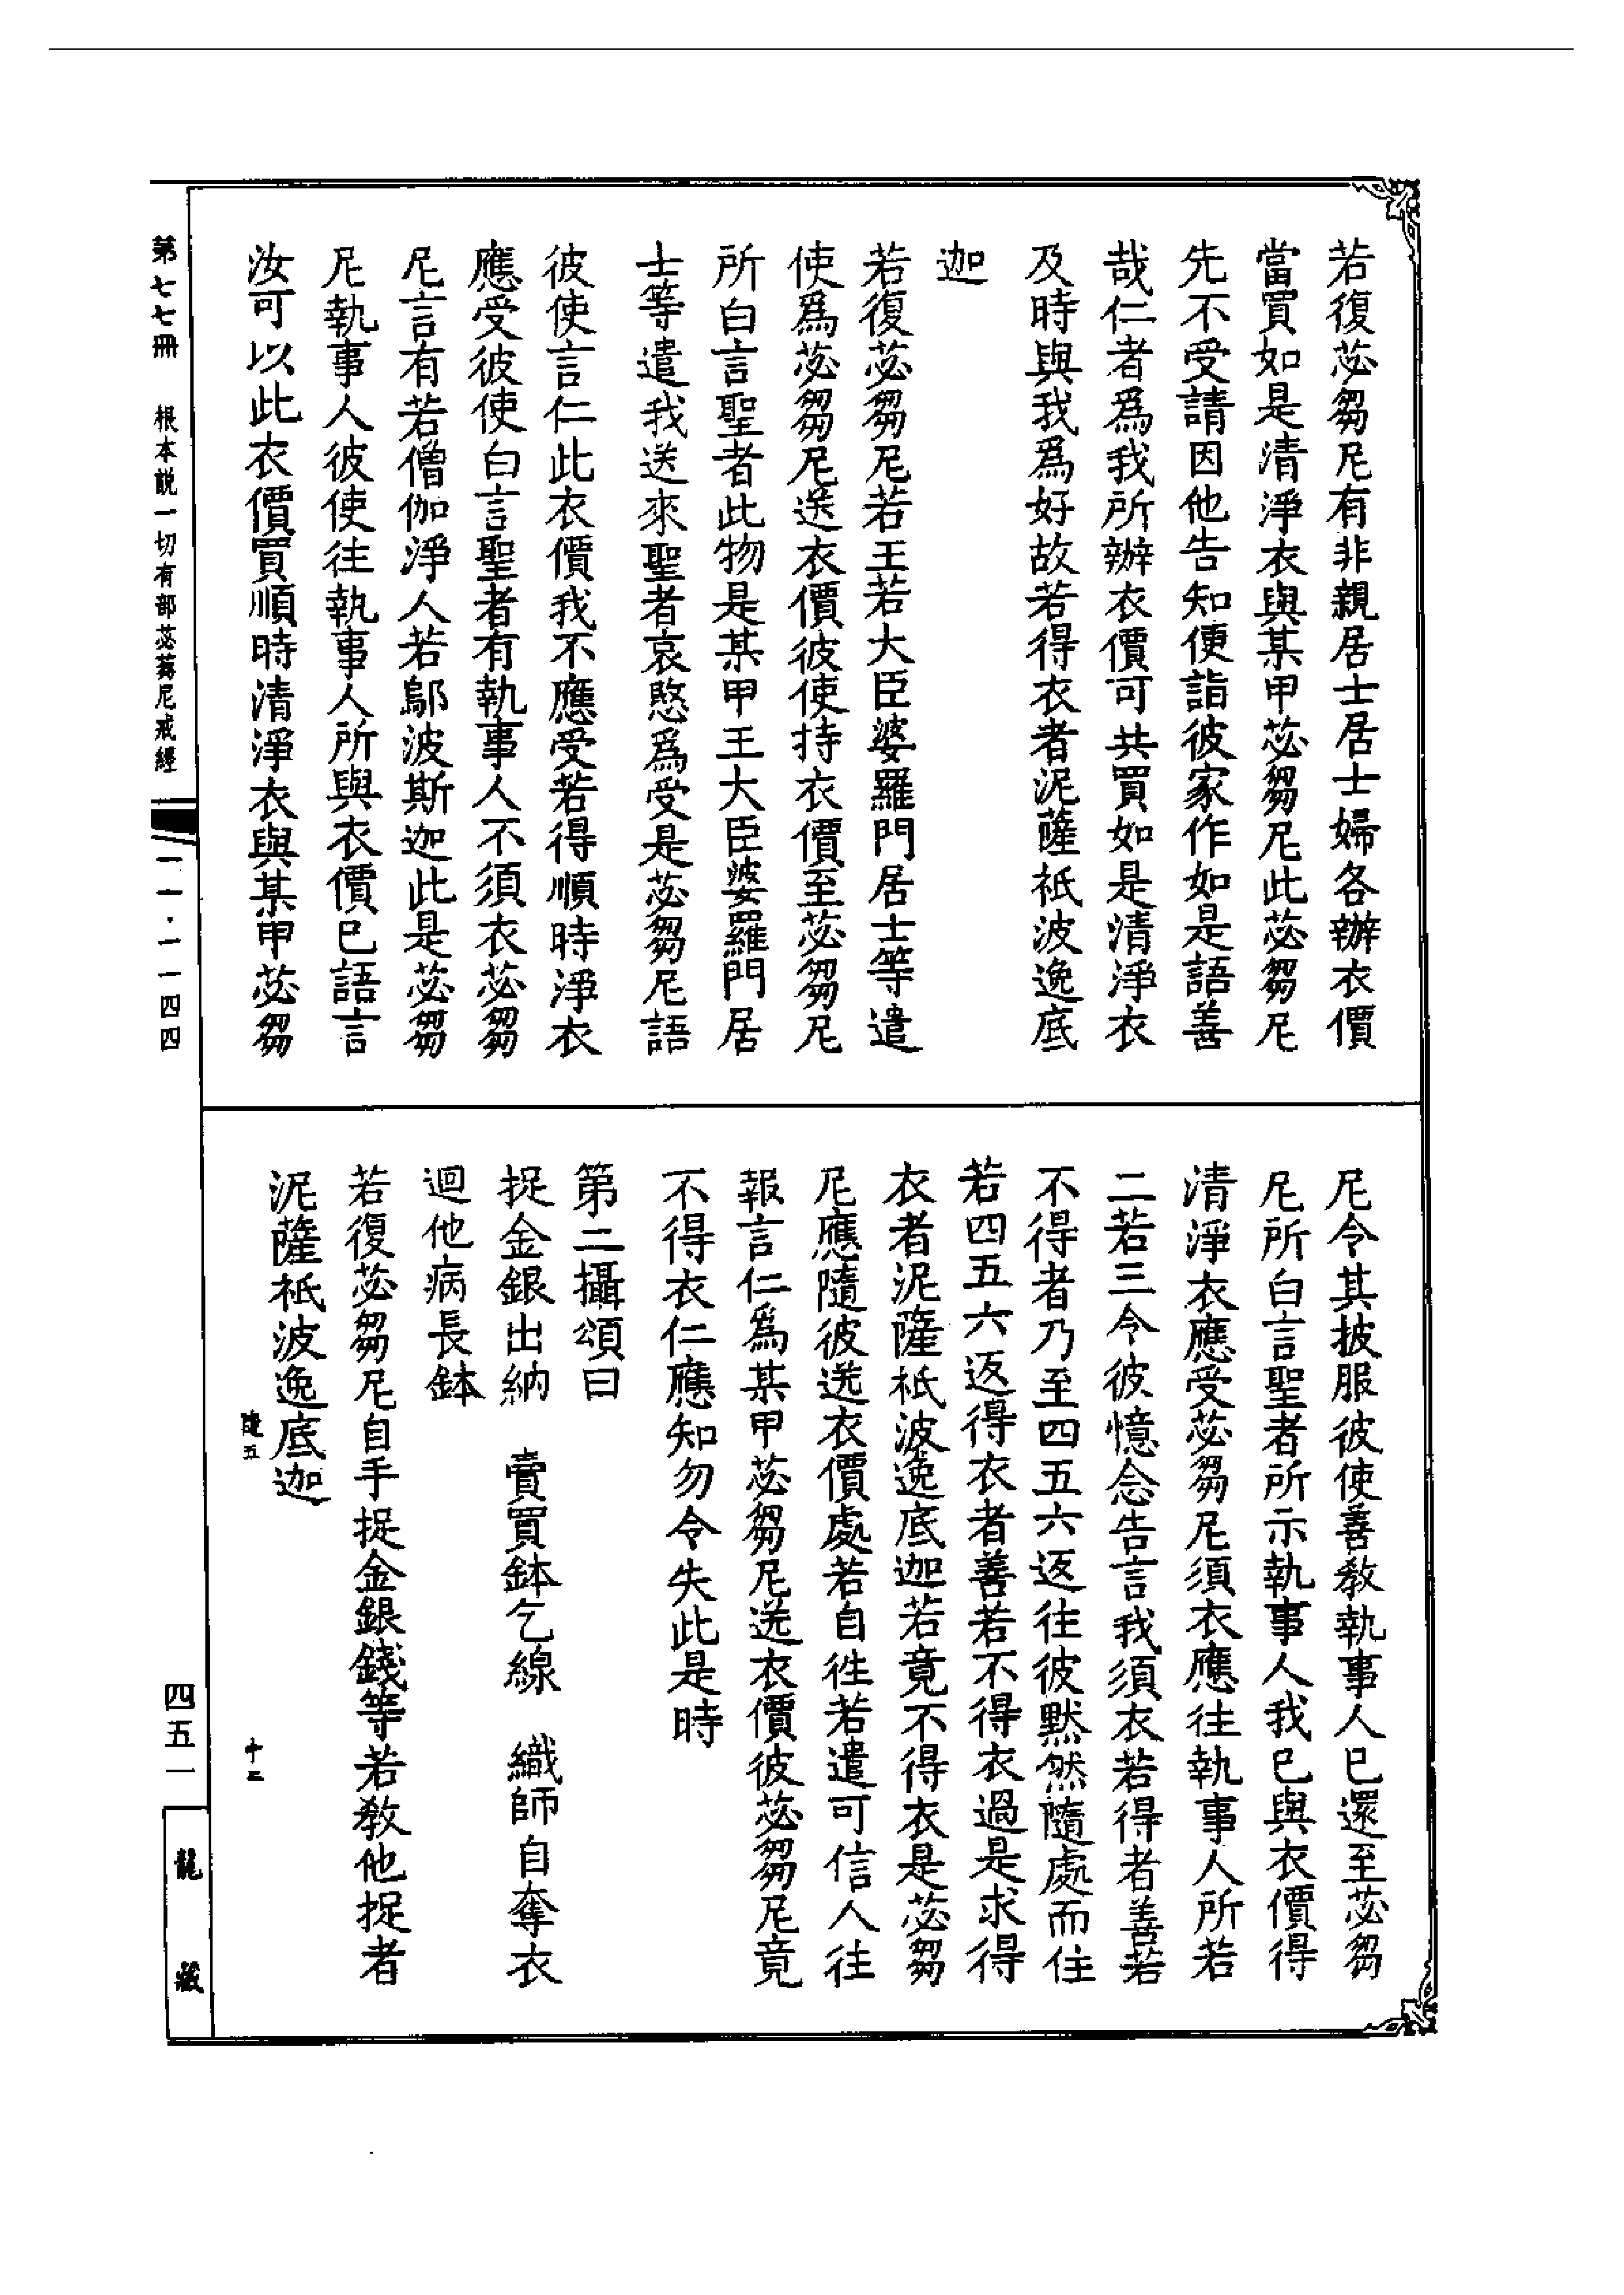 若復苾芻尼有非親居士居士婦各辦衣價
當買如是清淨衣與某甲苾芻尼此苾芻尼
先不受請因他告知便詣彼家作如是語善
哉仁者爲我所辦衣價可共買如是清淨衣
及時與我爲好故若得衣者泥薩祇波逸底
迦
若復苾芻尼若王若大臣婆羅門居士等遣
使爲苾芻尼送衣價彼使持衣價至苾芻尼
所白言聖者此物是某甲王大臣婆羅門居
士等遣我送來聖者哀愍爲受是苾芻尼語
彼使言仁此衣價我不應受若得順時淨衣
應受彼使白言聖者有執事人不須衣苾芻
尼言有若僧伽淨人若鄔波斯迦此是苾芻
尼執事人彼使往執事人所與衣價已語言
汝可以此衣價買順時清淨衣與某甲苾芻
尼令其披服彼使善教執事人已還至苾芻
尼所白言聖者所示執事人我已與衣價得
清淨衣應受苾芻尼須衣應往執事人所若
二若三令彼憶念告言我須衣若得者善若
不得者乃至四五六返往彼默然隨處而住
若四五六返得衣者善若不得衣過是求得
衣者泥薩祇波逸底迦若竟不得衣是苾芻
尼應隨彼送衣價處若自往若遣可信人往
報言仁爲某甲苾芻尼送衣價彼苾芻尼竟
不得衣仁應知勿令失此是時
第二攝頌曰
捉金銀出納　賣買鉢乞線　織師自奪衣
迴他病長鉢
若復苾芻尼自手捉金銀錢等若教他捉者
泥薩祇波逸底迦
五
十二
第七七冊　根本說一切有部苾蒭尼戒經
一一·一一四四
四五一
龍藏